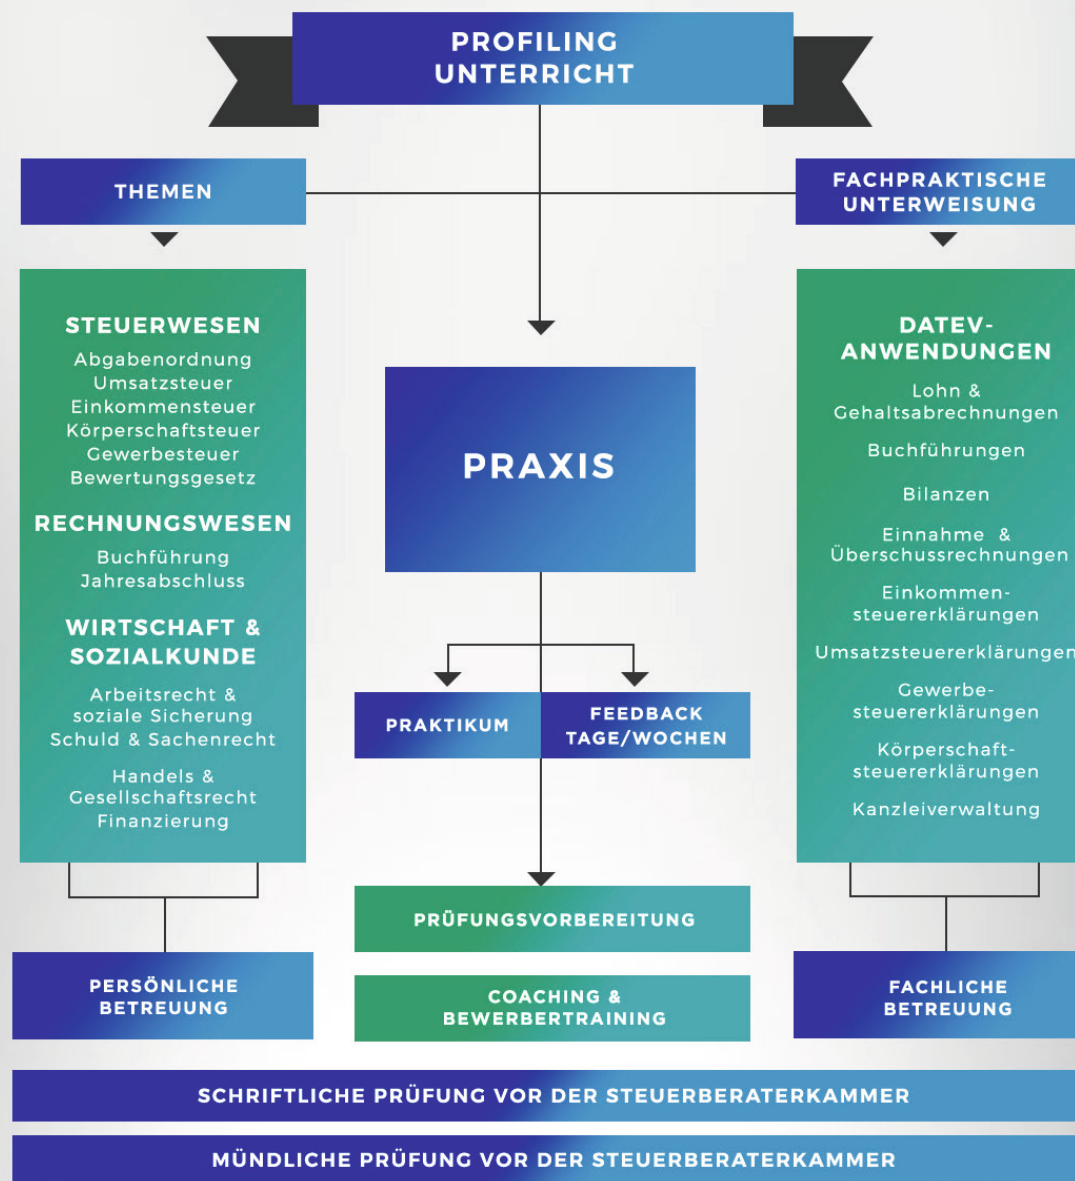 PROFILING
UNTERRICHT
THEMEN
STEUERWESEN
Abgabenordnung
Umsatzsteuer
Einkommensteuer
Körperschaftsteuer
Gewerbesteuer
Bewertungsgesetz
RECHNUNGSWESEN
Buchführung
Jahresabschluss
WIRTSCHAFT &
SOZIALKUNDE
Arbeitsrecht &
soziale Sicherung
Schuld & Sachenrecht
Handels &
Gesellschaftsrecht
Finanzierung
PERSÖNLICHE
BETREUUNG
PRAXIS
PRAKTIKUM
FEEDBACK
TAGE/WOCHEN
PRÜFUNGSVORBEREITUNG
COACHING &
BEWERBERTRAINING
FACHPRAKTISCHE
UNTERWEISUNG
DATEV-
ANWENDUNGEN
Lohn &
Gehaltsabrechnungen
Buchführungen
Bilanzen
Einnahme &
Überschussrechnungen
Einkommen-
steuererklärungen
Umsatzsteuererklärungen
Gewerbe-
steuererklärungen
Körperschaft-
steuererklärungen
Kanzleiverwaltung
FACHLICHE
BETREUUNG
SCHRIFTLICHE PRÜFUNG VOR DER STEUERBERATERKAMMER
MÜNDLICHE PRÜFUNG VOR DER STEUERBERATERKAMMER